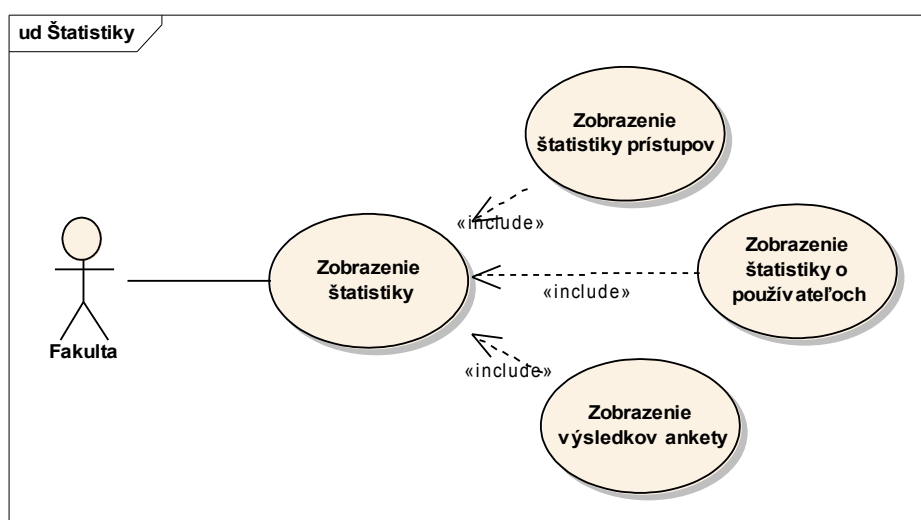 ud Štatistiky
Zobrazenie
štatistiky prístupov
«include»
Zobrazenie
štatistiky
Zobrazenie
štatistiky o
používateľoch
«include»
Fakulta
«include»
Zobrazenie
výsledkov ankety